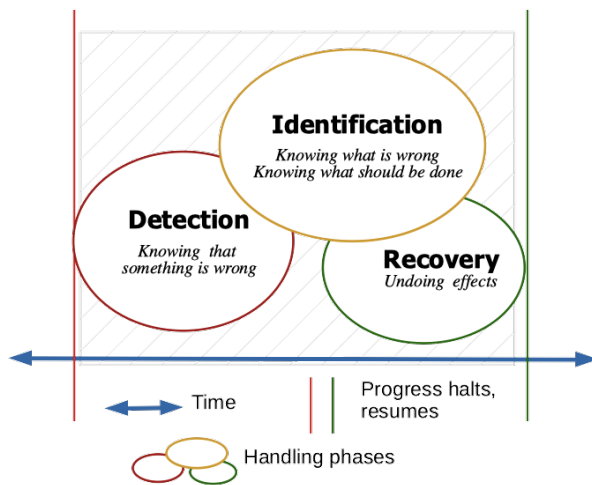 Identification
Knowing what is wrong
Knowing what should be done
Detection
Knowing that
something is wrong
Recovery
Undoing effects
Time
Progress halts,
resumes
Handling phases